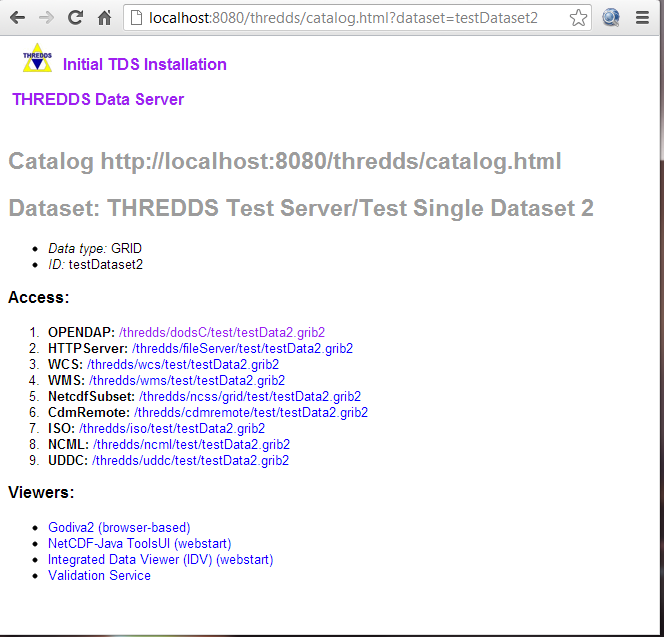 localhost:8080/thredds/catalog.html?dataset=testDataset2
THREDDS
Initial TDS Installation
THREDDS Data Server
Catalog http://localhost:8080/thredds/catalog.html
Dataset: THREDDS Test Server/Test Single Dataset 2
• Data type: GRID
• ID: testDataset2
Access:
1. OPENDAP: /thredds/dodsC/test/testData2.grib2
2. HTTPServer: /thredds/fileServer/test/testData2.grib2
3. WCS: /thredds/wcs/test/testData2.grib2
4. WMS: /thredds/wms/test/testData2.grib2
5. NetcdfSubset: /thredds/ncss/grid/test/testData2.grib2
6. CdmRemote: /thredds/cdmremote/test/testData2.grib2
7. ISO: /thredds/iso/test/testData2.grib2
8. NCML: /thredds/ncml/test/testData2.grib2
9. UDDC: /thredds/uddc/test/testData2.grib2
Viewers:
• Godiva2 (browser-based)
• NetCDF-Java ToolsUI (webstart)
• Integrated Data Viewer (IDV) (webstart)
• Validation Service